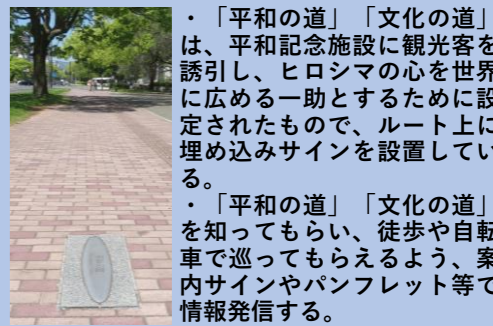 ・「平和の道」「文化の道」
は、平和記念施設に観光客を
誘引し、ヒロシマの心を世界
に広める一助とするために設
定されたもので、ルート上に
埋め込みサインを設置してい
る。
・「平和の道」「文化の道」
を知ってもらい、徒歩や自転
車で巡ってもらえるよう、案
内サインやパンフレット等で
情報発信する。